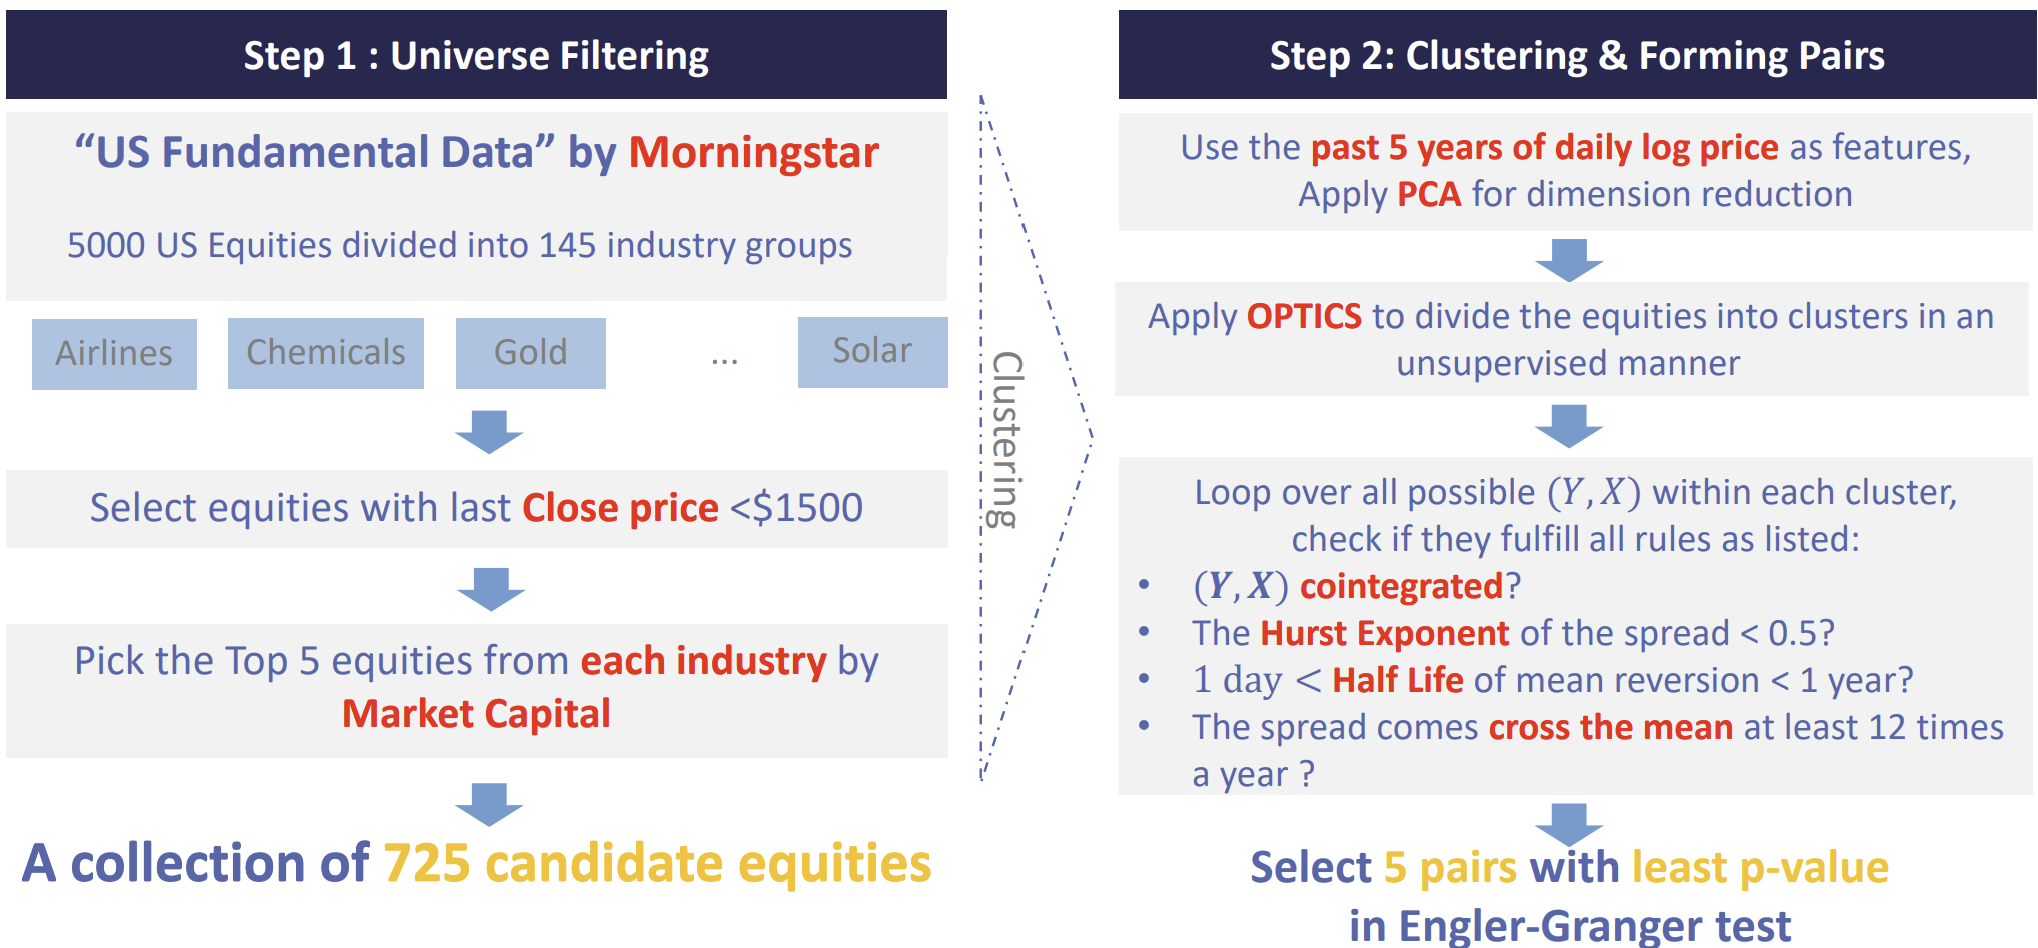 Step 1 : Universe Filtering
“US Fundamental Data” by Morningstar
5000 US Equities divided into 145 industry groups
Airlines
Chemicals
Gold
...
Solar
Select equities with last Close price <$1500
Pick the Top 5 equities from each industry by
Market Capital
A collection of 725 candidate equities
Clustering
Step 2: Clustering & Forming Pairs
Use the past 5 years of daily log price as features,
Apply PCA for dimension reduction
Apply OPTICS to divide the equities into clusters in an
unsupervised manner
Loop over all possible (Y, X) within each cluster,
check if they fulfill all rules as listed:
• (Y, X) cointegrated?
• The Hurst Exponent of the spread < 0.5?
• 1 day < Half Life of mean reversion < 1 year?
• The spread comes cross the mean at least 12 times
a year ?
Select 5 pairs with least p-value
in Engler-Granger test